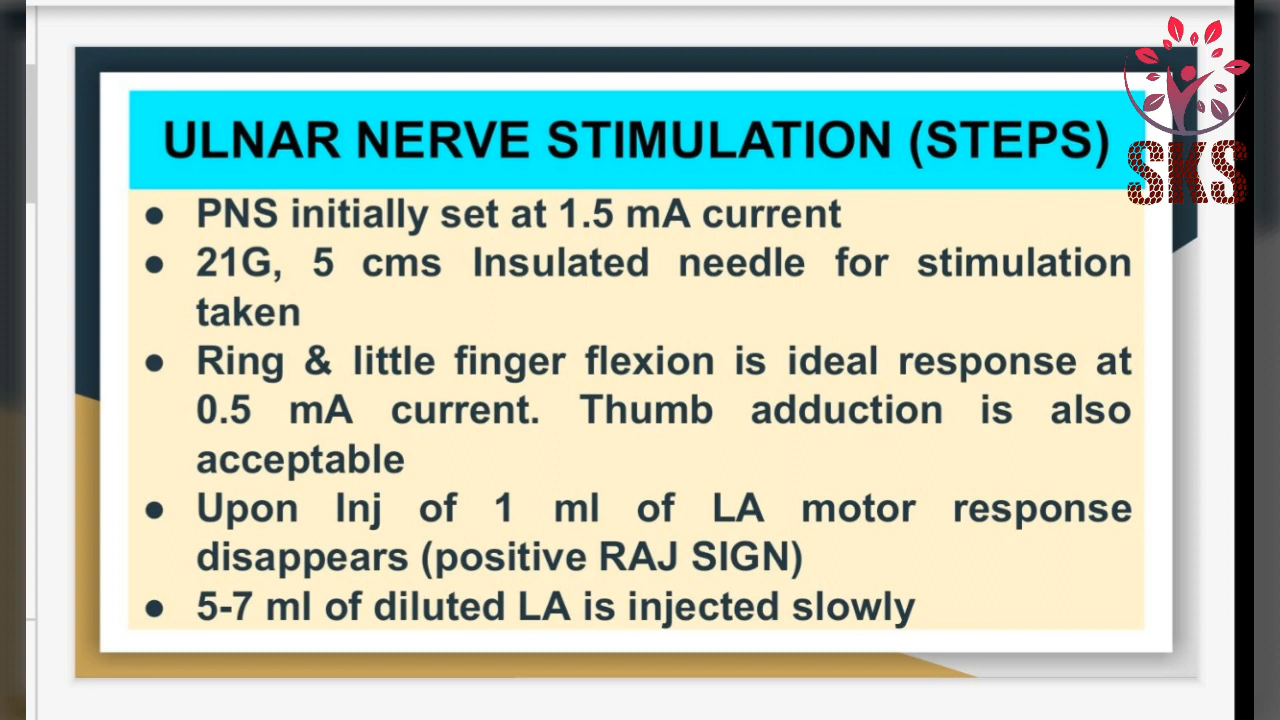 ULNAR NERVE STIMULATION (STEPS)
SKS
● PNS initially set at 1.5 mA current
● 21G, 5 cms Insulated needle for stimulation
taken
● Ring & little finger flexion is ideal response at
0.5 mA current. Thumb adduction is also
acceptable
● Upon Inj of 1 ml of LA motor response
disappears (positive RAJ SIGN)
● 5-7 ml of diluted LA is injected slowly